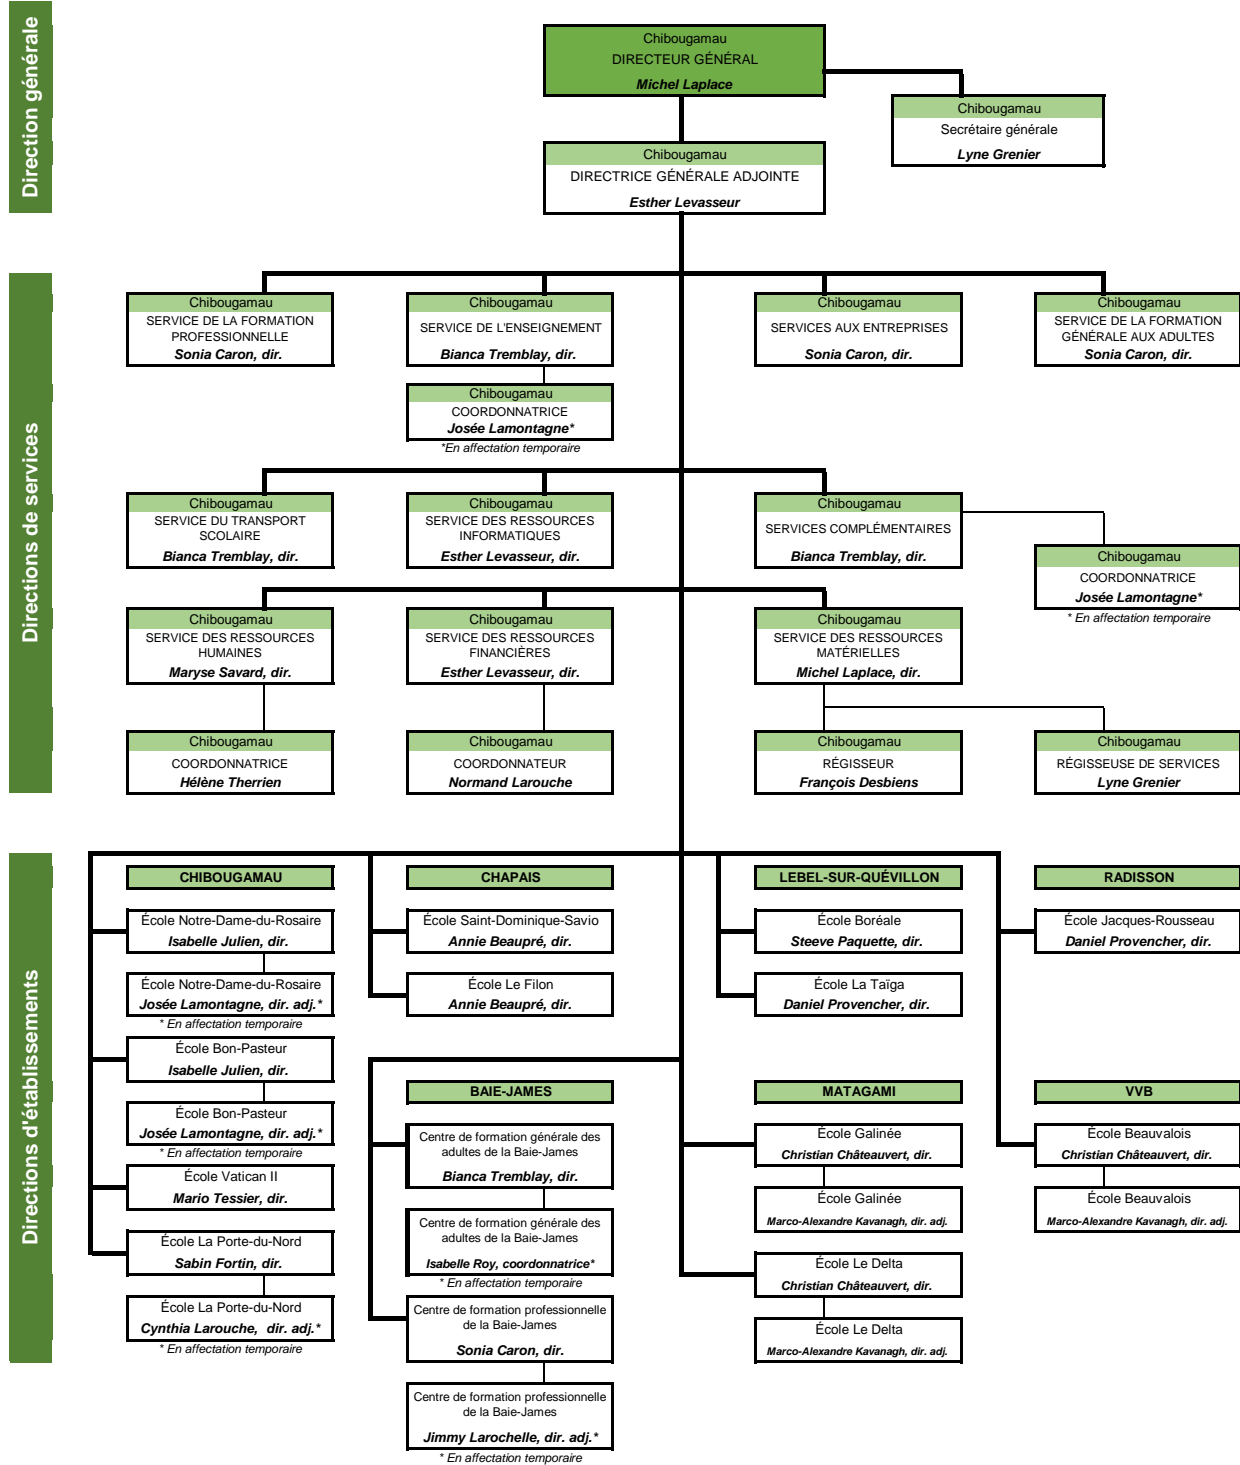 Direction générale
Chibougamau
DIRECTEUR GÉNÉRAL
Michel Laplace
Chibougamau
Secrétaire générale
Lyne Grenier
Chibougamau
DIRECTRICE GÉNÉRALE ADJOINTE
Esther Levasseur
Directions de services
Chibougamau
SERVICE DE LA FORMATION
PROFESSIONNELLE
Sonia Caron, dir.
Chibougamau
SERVICE DE L'ENSEIGNEMENT
Bianca Tremblay, dir.
Chibougamau
SERVICES AUX ENTREPRISES
Sonia Caron, dir.
Chibougamau
SERVICE DE LA FORMATION
GÉNÉRALE AUX ADULTES
Sonia Caron, dir.
Chibougamau
COORDONNATRICE
Josée Lamontagne*
*En affectation temporaire
Chibougamau
SERVICE DU TRANSPORT
SCOLAIRE
Bianca Tremblay, dir.
Chibougamau
SERVICE DES RESSOURCES
INFORMATIQUES
Esther Levasseur, dir.
Chibougamau
SERVICES COMPLÉMENTAIRES
Bianca Tremblay, dir.
Chibougamau
COORDONNATRICE
Josée Lamontagne*
* En affectation temporaire
Chibougamau
SERVICE DES RESSOURCES
HUMAINES
Maryse Savard, dir.
Chibougamau
SERVICE DES RESSOURCES
FINANCIÈRES
Esther Levasseur, dir.
Chibougamau
SERVICE DES RESSOURCES
MATÉRIELLES
Michel Laplace, dir.
Chibougamau
COORDONNATRICE
Hélène Therrien
Chibougamau
COORDONNATEUR
Normand Larouche
Chibougamau
RÉGISSEUR
François Desbiens
Chibougamau
RÉGISSEUSE DE SERVICES
Lyne Grenier
Directions d'établissements
CHIBOUGAMAU
École Notre-Dame-du-Rosaire
Isabelle Julien, dir.
École Notre-Dame-du-Rosaire
Josée Lamontagne, dir. adj.*
* En affectation temporaire
École Bon-Pasteur
Isabelle Julien, dir.
École Bon-Pasteur
Josée Lamontagne, dir. adj.*
* En affectation temporaire
École Vatican II
Mario Tessier, dir.
École La Porte-du-Nord
Sabin Fortin, dir.
École La Porte-du-Nord
Cynthia Larouche, dir. adj.*
* En affectation temporaire
CHAPAIS
École Saint-Dominique-Savio
Annie Beaupré, dir.
École Le Filon
Annie Beaupré, dir.
LEBEL-SUR-QUÉVILLON
École Boréale
Steeve Paquette, dir.
École La Taïga
Daniel Provencher, dir.
RADISSON
École Jacques-Rousseau
Daniel Provencher, dir.
BAIE-JAMES
Centre de formation générale des
adultes de la Baie-James
Bianca Tremblay, dir.
Centre de formation générale des
adultes de la Baie-James
Isabelle Roy, coordonnatrice*
* En affectation temporaire
Centre de formation professionnelle
de la Baie-James
Sonia Caron, dir.
Centre de formation professionnelle
de la Baie-James
Jimmy Larochelle, dir. adj.*
* En affectation temporaire
MATAGAMI
École Galinée
Christian Châteauvert, dir.
École Galinée
Marco-Alexandre Kavanagh, dir. adj.
École Le Delta
Christian Châteauvert, dir.
École Le Delta
Marco-Alexandre Kavanagh, dir. adj.
VVB
École Beauvalois
Christian Châteauvert, dir.
École Beauvalois
Marco-Alexandre Kavanagh, dir. adj.